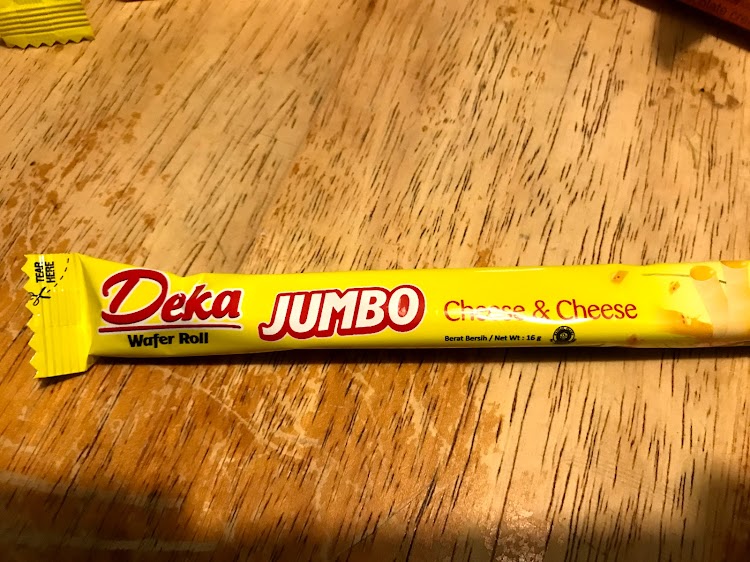 TEAR
HERE
Deka
Wafer Roll
JUMBO
Cheese & Cheese
Berat Bersih / Net Wt : 16 g